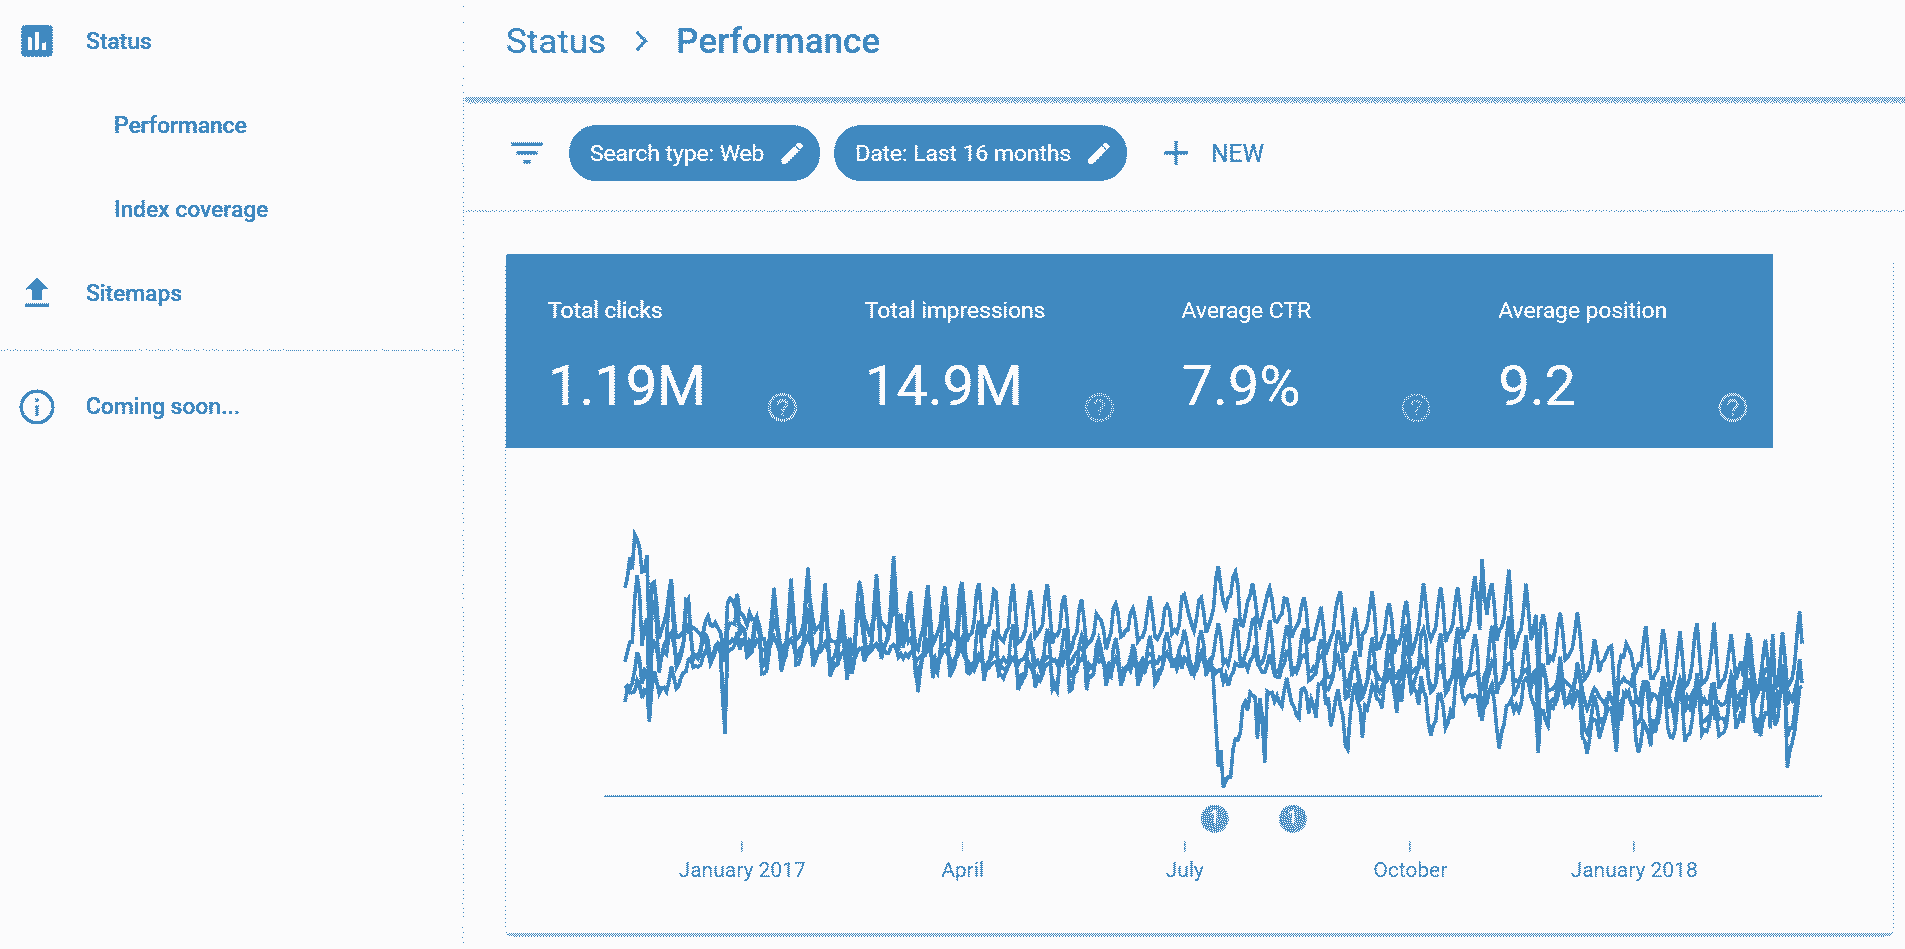 Status
Performance
Index coverage
Sitemaps
Coming soon...
Status > Performance
Search type: Web
Date: Last 16 months
+ NEW
Total clicks
1.19M
Total impressions
14.9M
Average CTR
7.9%
Average position
9.2
1
1
January 2017
April
July
October
January 2018